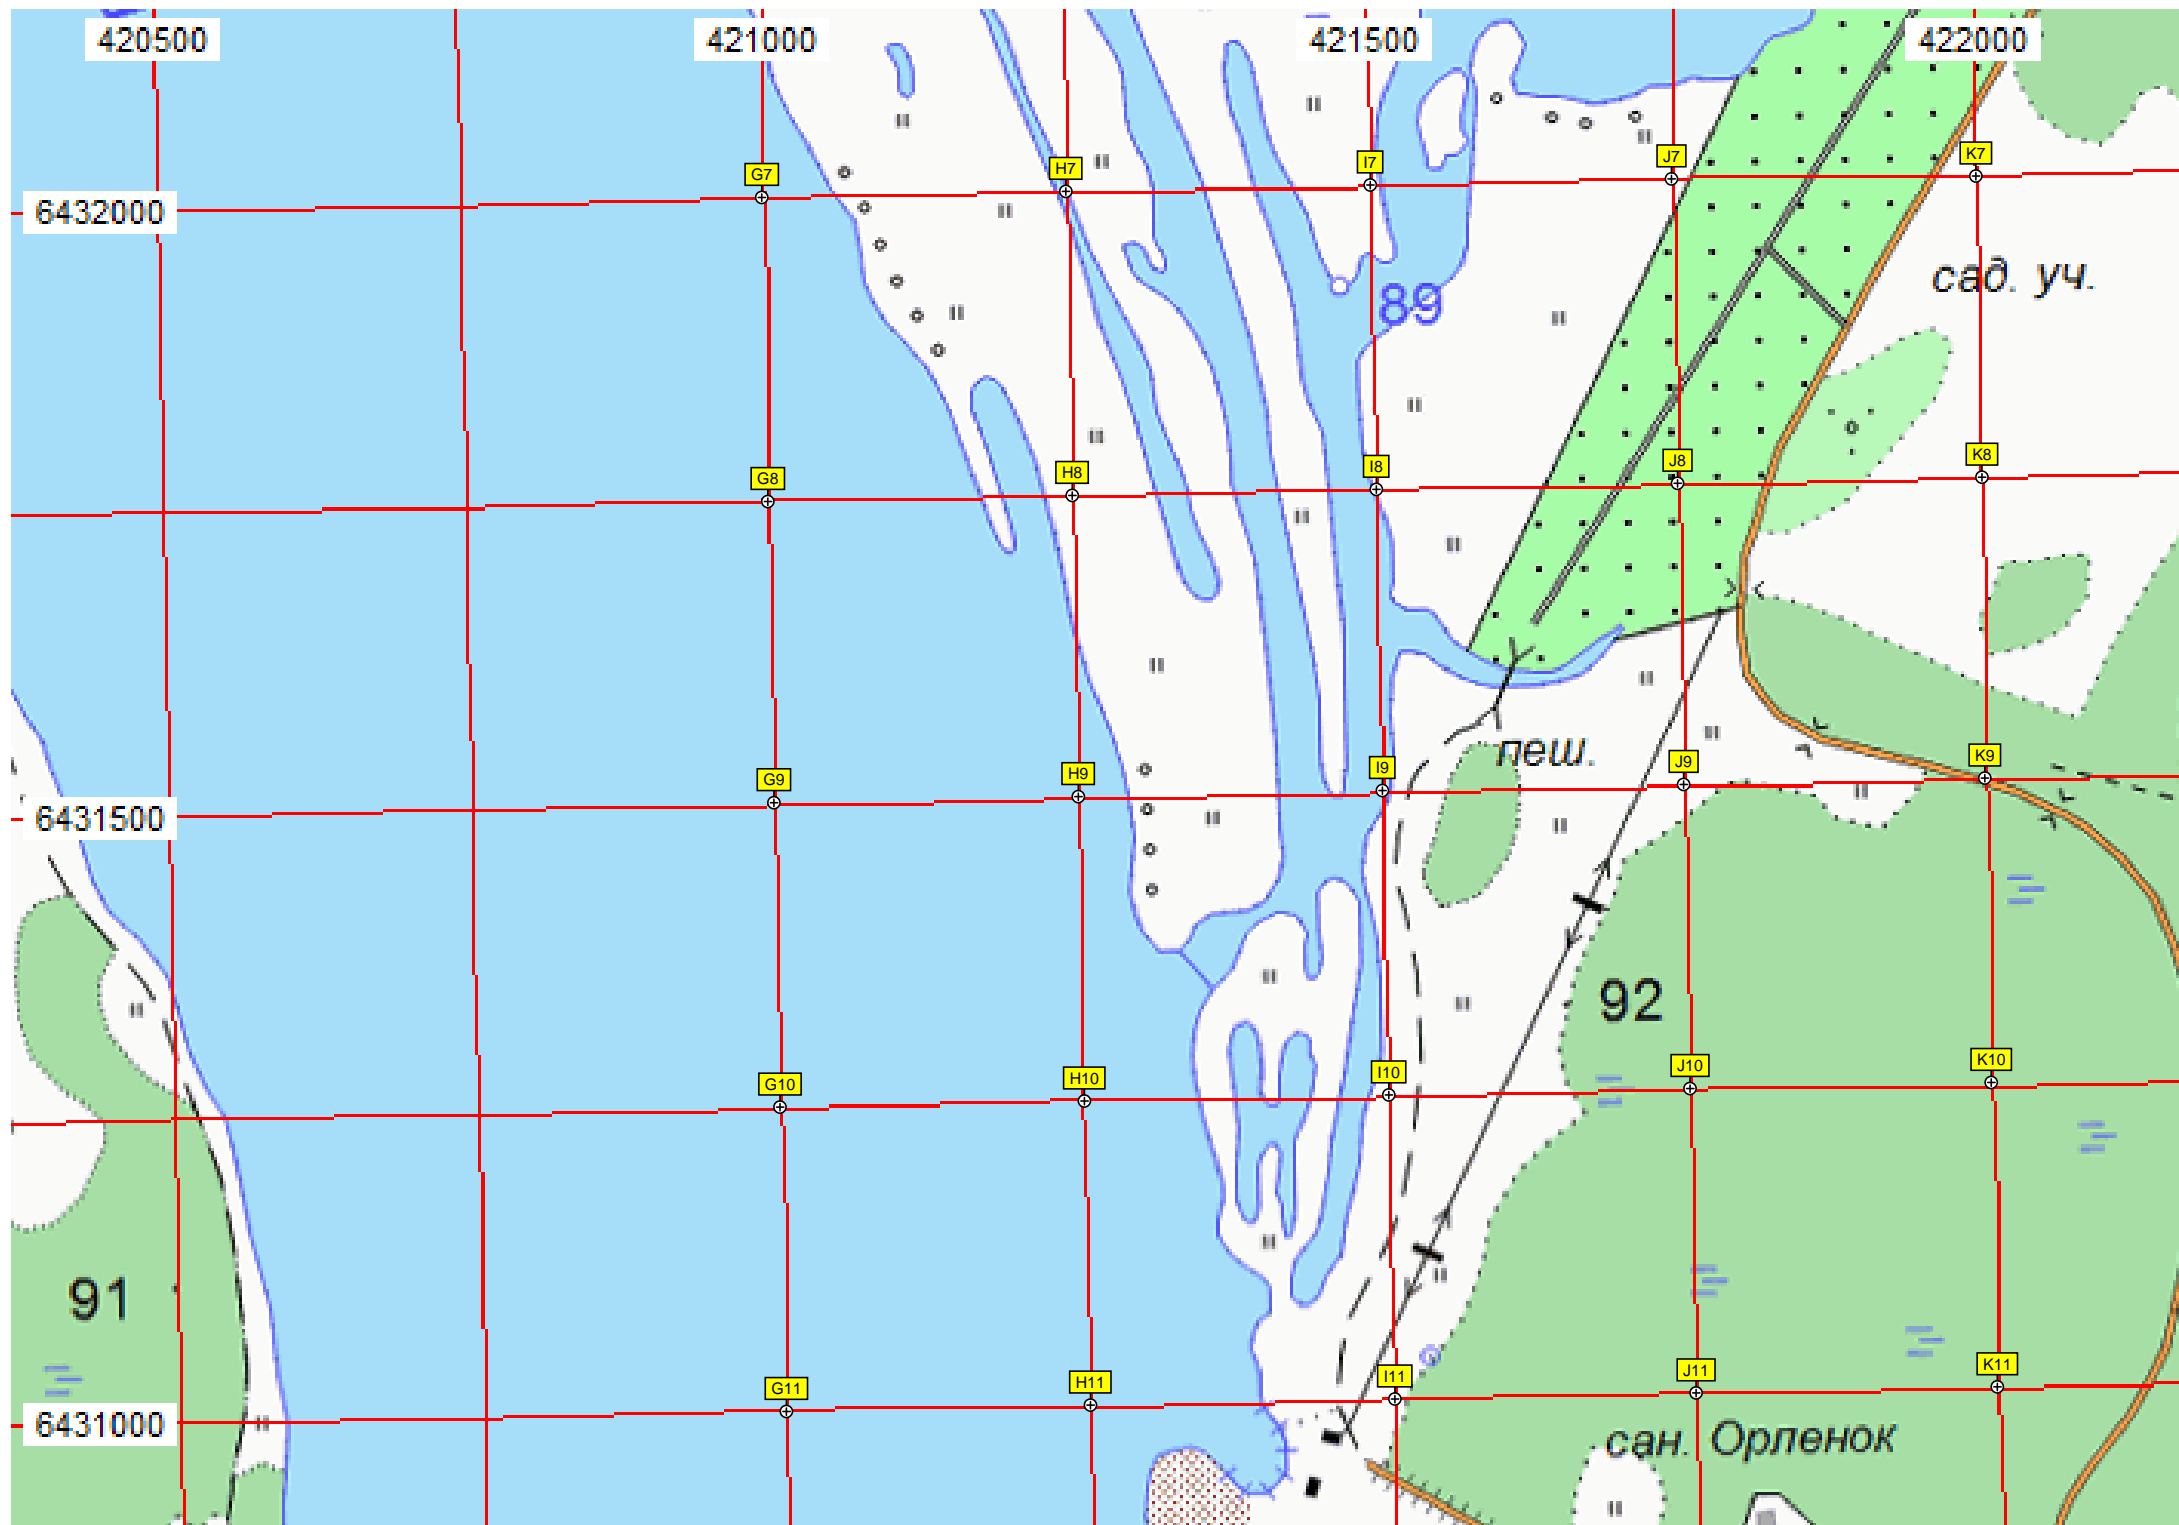 420500 421000 421500 422000
G7 H7 I7 J7 K7
6432000
сад. уч.
89
G8 H8 I8 J8 K8
пеш.
G9 H9 I9 J9 K9
6431500
92
G10 H10 I10 J10 K10
91
G11 H11 I11 J11 K11
6431000
сан. Орленок